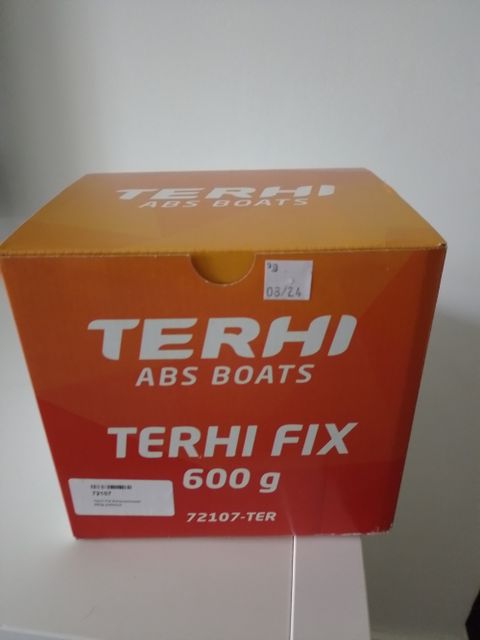 TERHI
ABS BOATS
08/24
TERHI
ABS BOATS
TERHI FIX
600 g
72107
72107-TER